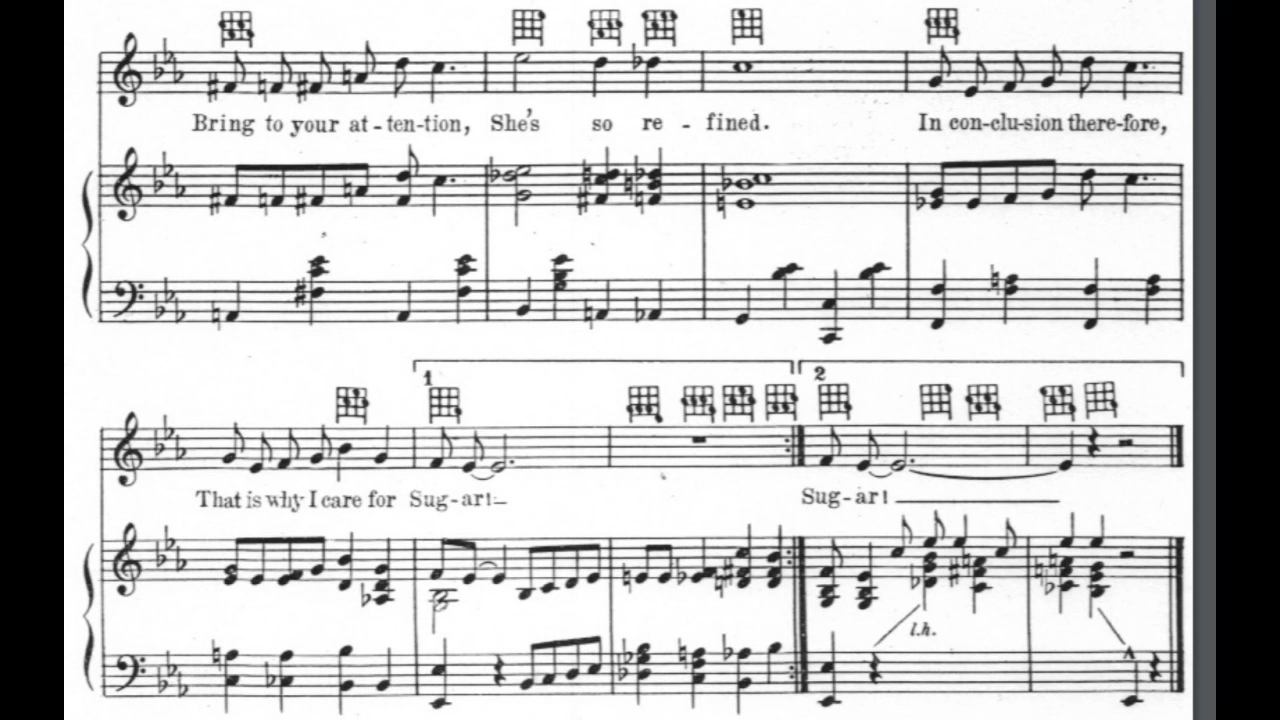 Bring to your at-ten-tion, She's so re-fined. In con-clu-sion there-fore,
1 2
That is why I care for Sug-ar! Sug-ar!
l.h.